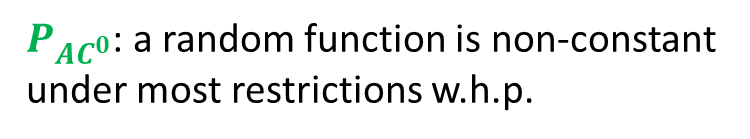 P_{AC^0}: a random function is non-constant
under most restrictions w.h.p.